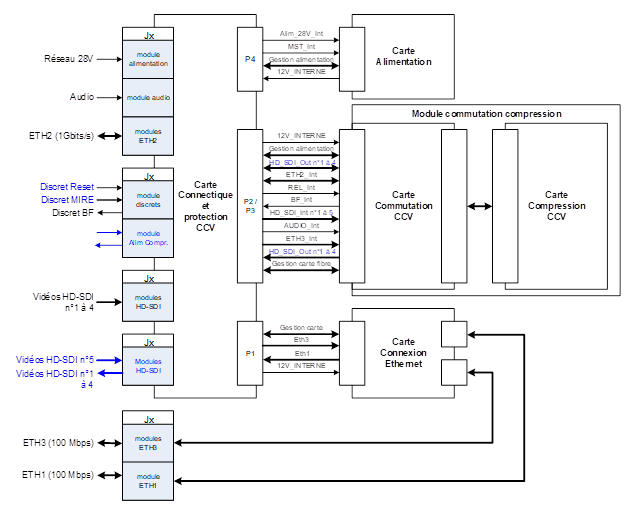 Jx
module
alimentation
module audio
modules
ETH2
Réseau 28V
Audio
ETH2 (1Gbits/s)
Jx
module
discrets
module
Alim Compr.
Discret Reset
Discret MIRE
Discret BF
Jx
modules
HD-SDI
Vidéos HD-SDI
n°1 à 4
Jx
Modules
HD-SDI
Vidéos HD-SDI n°5
Vidéos HD-SDI n°1
à 4
Jx
modules
ETH3
module
ETH1
ETH3 (100 Mbps)
ETH1 (100 Mbps)
Carte
Connectique
et
protection
CCV
P4
Alim_28V_Int
MST_Int
Gestion alimentation
12V_INTERNE
Carte
Alimentation
P2 /
P3
12V_INTERNE
Gestion alimentation
HD_SDI_Out n°1 à 4
ETH2_Int
REL_Int
BF_Int
HD_SDI_Int n°1 à 5
AUDIO_Int
ETH3_Int
HD_SDI_Out n°1 à 4
Gestion carte fibre
Module commutation compression
Carte
Commutation
CCV
Carte
Compression
CCV
P1
Gestion carte
Eth3
Eth1
12V_INTERNE
Carte
Connexion
Ethernet